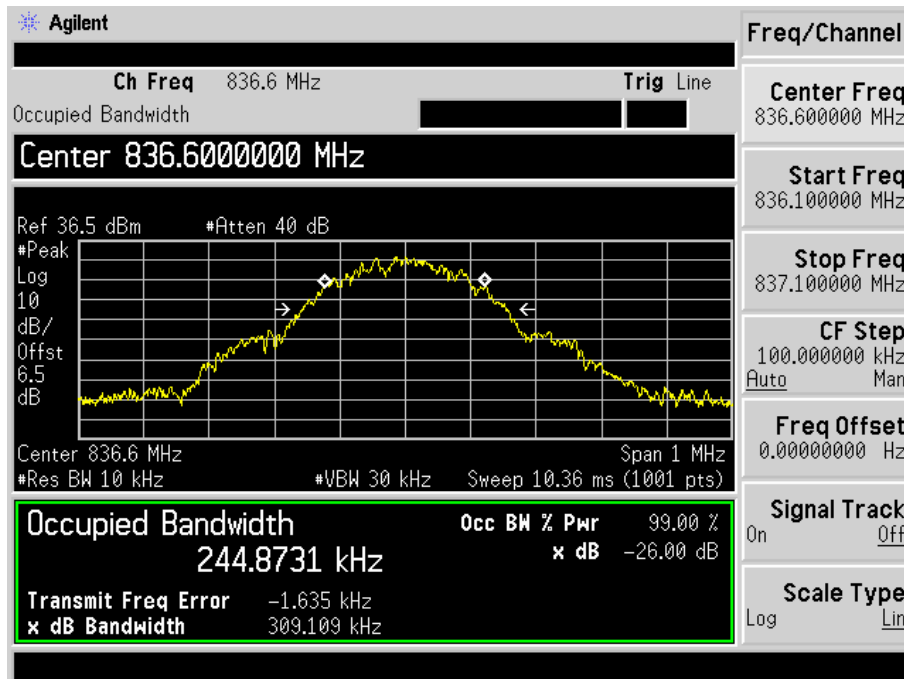 Agilent
Ch Freq 836.6 MHz Trig Line
Occupied Bandwidth
Center 836.6000000 MHz
Ref 36.5 dBm #Atten 40 dB
#Peak
Log
10
dB/
Offst
6.5
dB
Center 836.6 MHz Span 1 MHz
#Res BW 10 kHz #VBW 30 kHz Sweep 10.36 ms (1001 pts)
Occupied Bandwidth Occ BW % Pwr 99.00 %
244.8731 kHz x dB -26.00 dB
Transmit Freq Error -1.635 kHz
x dB Bandwidth 309.109 kHz
Freq/Channel
Center Freq
836.600000 MHz
Start Freq
836.100000 MHz
Stop Freq
837.100000 MHz
CF Step
100.000000 kHz
Auto Man
Freq Offset
0.00000000 Hz
Signal Track
On Off
Scale Type
Log Lin